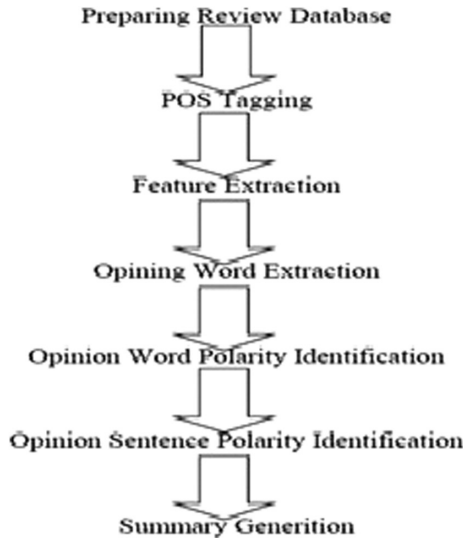 Preparing Review Database
POS Tagging
Feature Extraction
Opining Word Extraction
Opinion Word Polarity Identification
Opinion Sentence Polarity Identification
Summary Generition